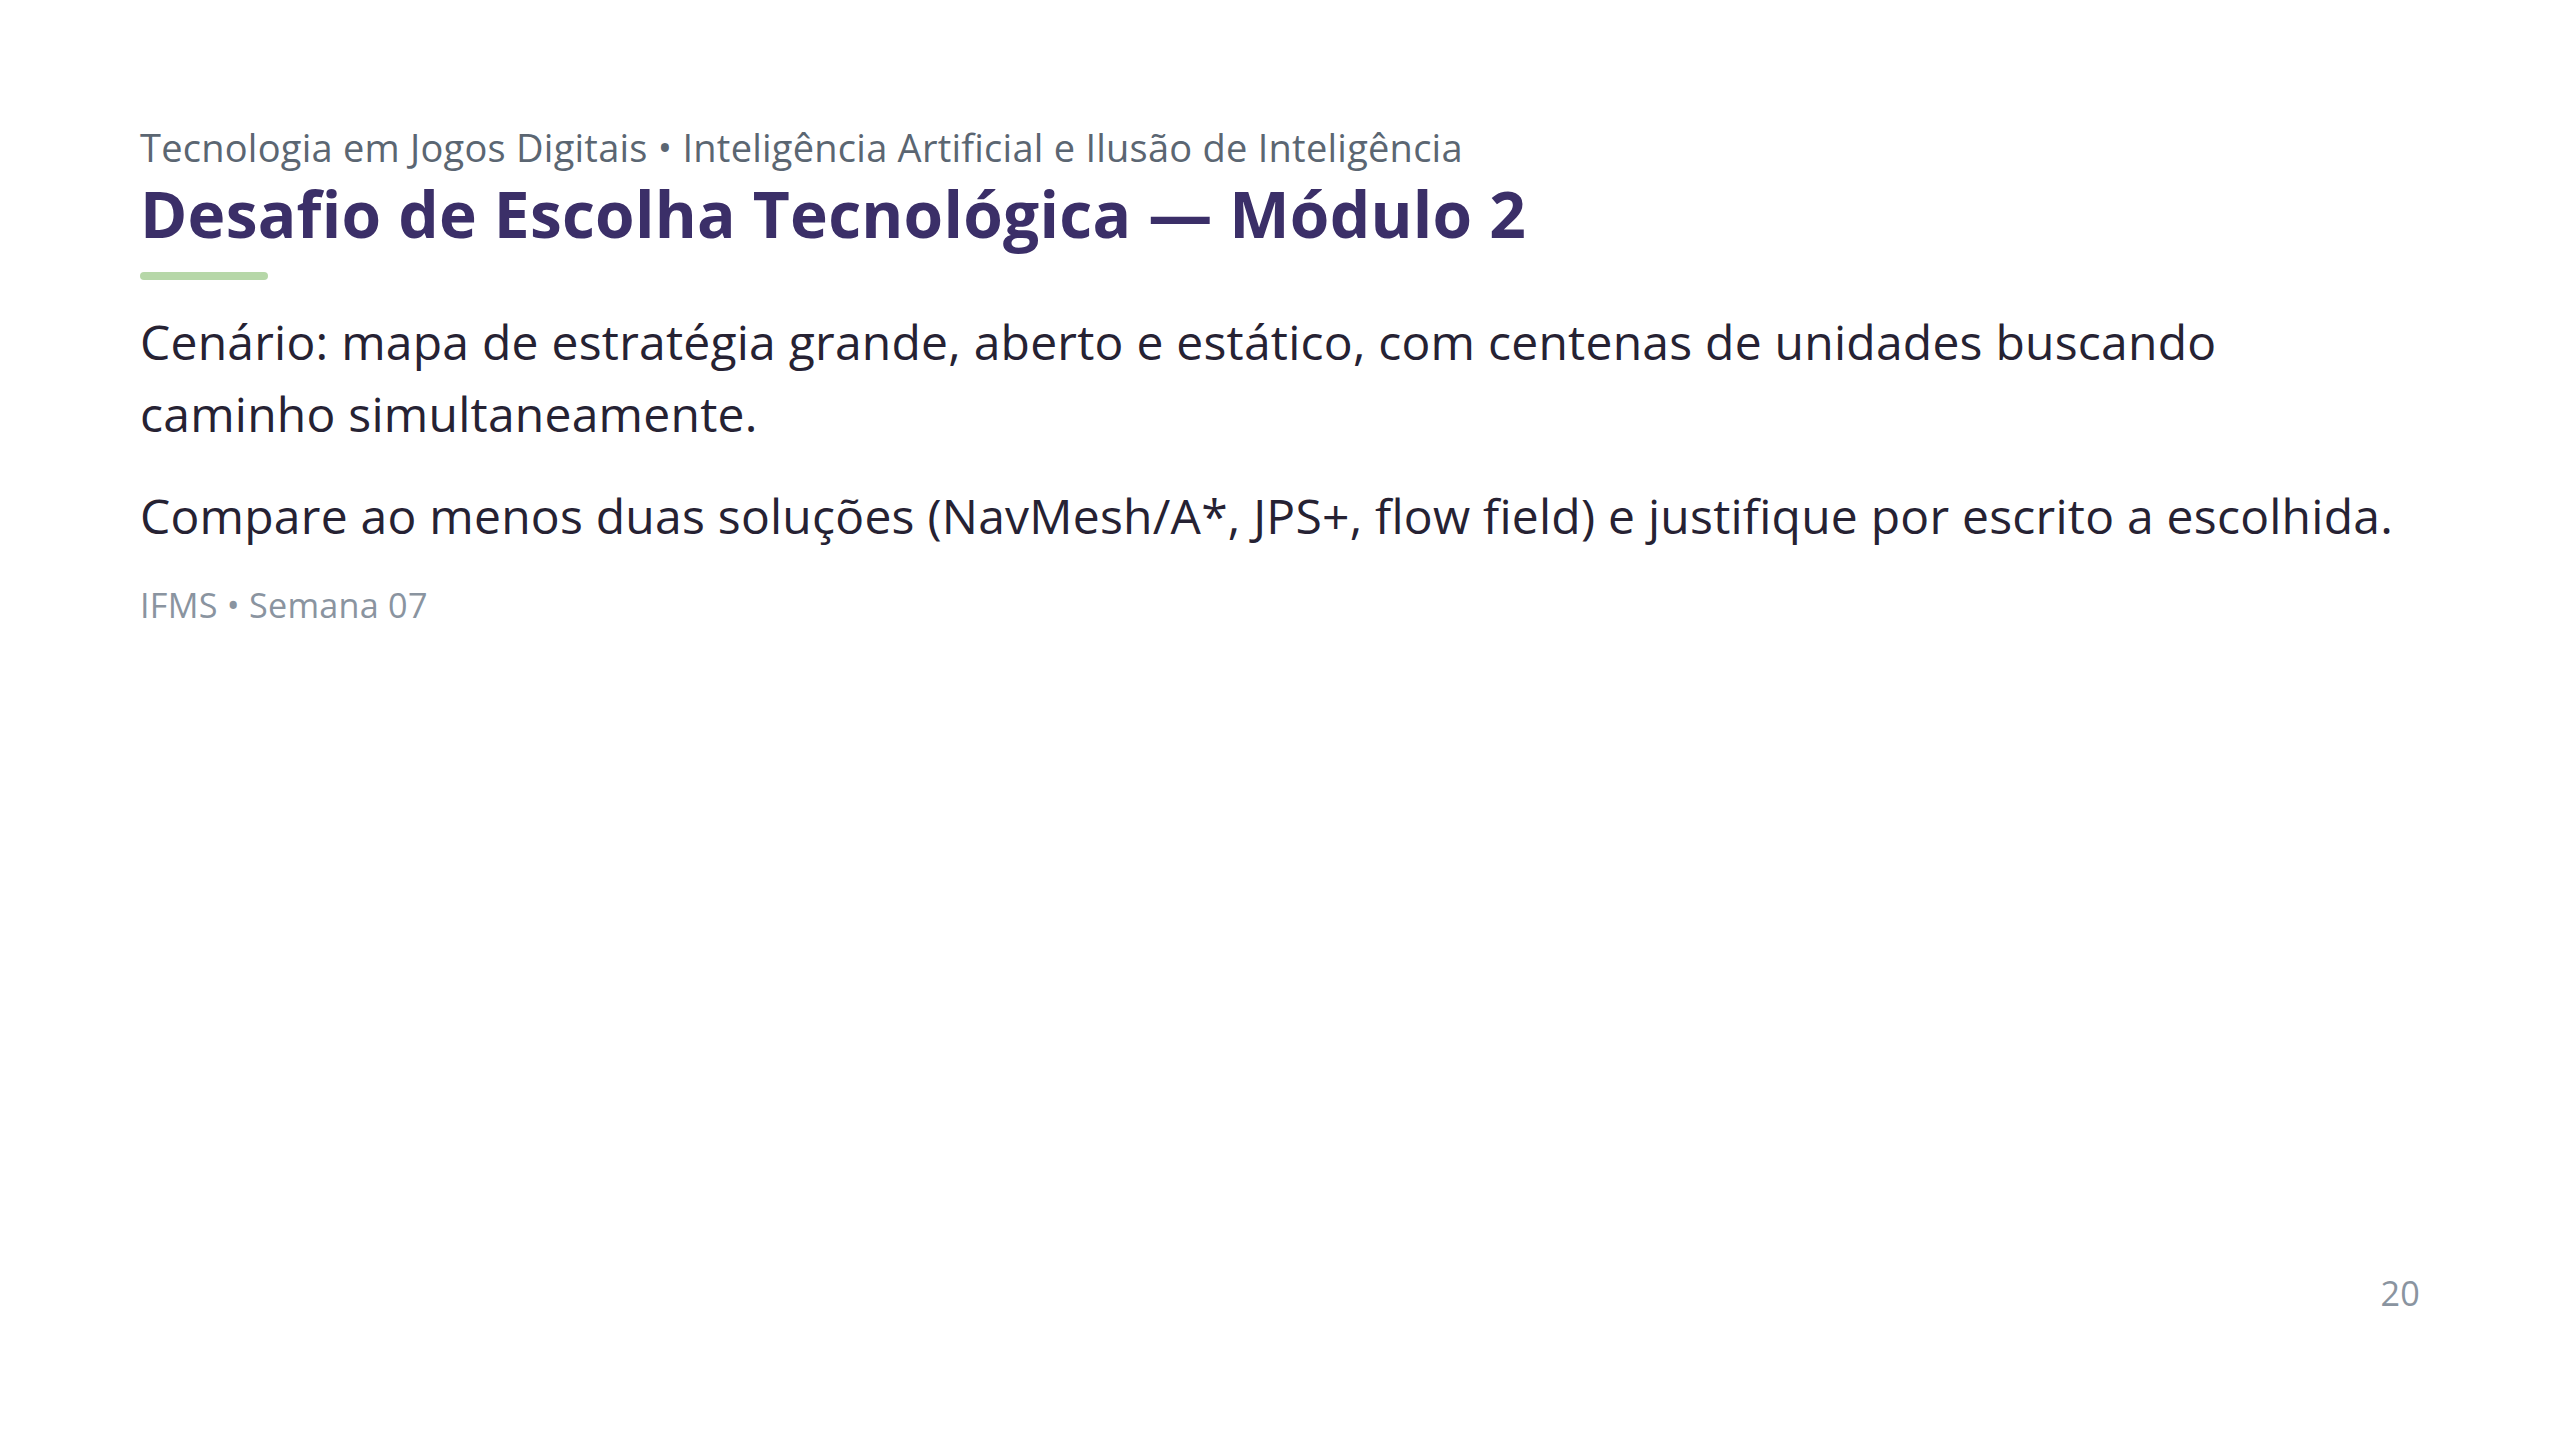 Tecnologia em Jogos Digitais • Inteligência Artificial e Ilusão de Inteligência
Desafio de Escolha Tecnológica — Módulo 2
Cenário: mapa de estratégia grande, aberto e estático, com centenas de unidades buscando
caminho simultaneamente.
Compare ao menos duas soluções (NavMesh/A*, JPS+, flow field) e justifique por escrito a escolhida.
IFMS • Semana 07
20